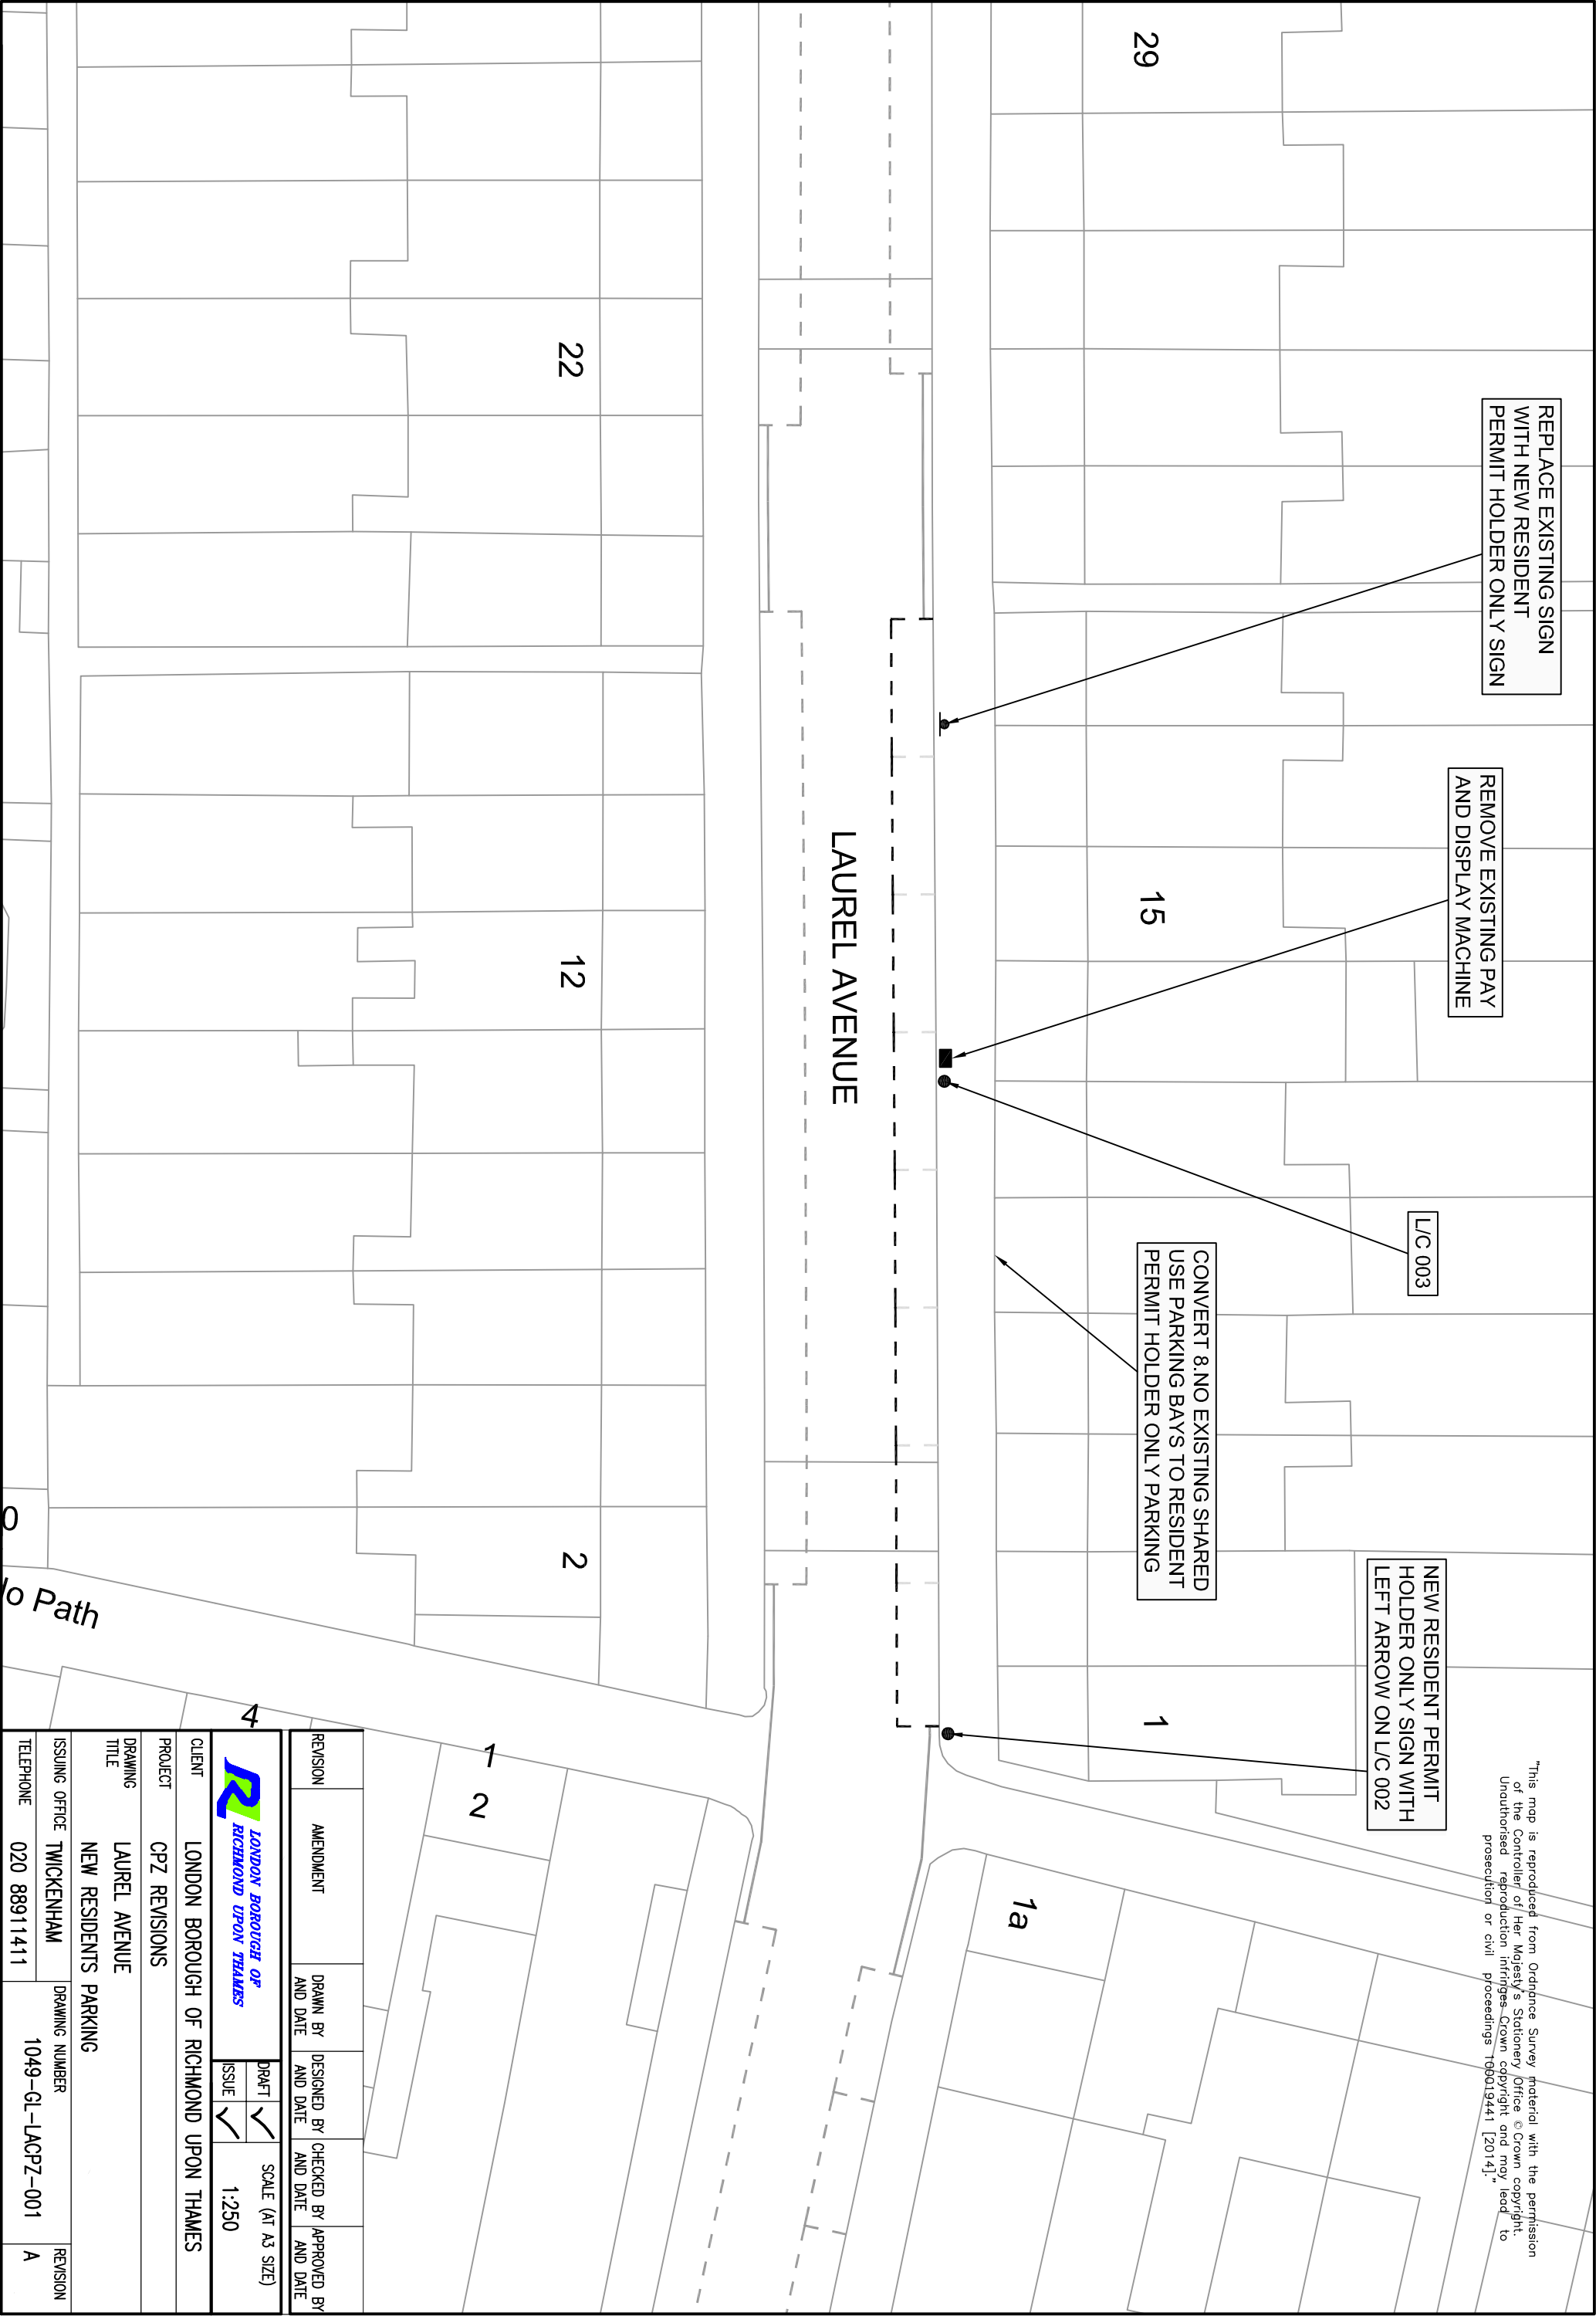 "This map is reproduced from Ordnance Survey material with the permission
of the Controller of Her Majesty's Stationery Office © Crown copyright.
Unauthorised reproduction infringes Crown copyright and may lead to
prosecution or civil proceedings 100019441 [2014]."
REPLACE EXISTING SIGN
WITH NEW RESIDENT
PERMIT HOLDER ONLY SIGN
REMOVE EXISTING PAY
AND DISPLAY MACHINE
L/C 003
NEW RESIDENT PERMIT
HOLDER ONLY SIGN WITH
LEFT ARROW ON L/C 002
CONVERT 8.NO EXISTING SHARED
USE PARKING BAYS TO RESIDENT
PERMIT HOLDER ONLY PARKING
29
15
1
1a
LAUREL AVENUE
22
12
2
1
2
4
lo Path
0
REVISION
AMENDMENT
DRAWN BY
AND DATE
DESIGNED BY
AND DATE
CHECKED BY
AND DATE
APPROVED BY
AND DATE
LONDON BOROUGH OF
RICHMOND UPON THAMES
DRAFT ✓
ISSUE ✓
SCALE (AT A3 SIZE)
1:250
CLIENT LONDON BOROUGH OF RICHMOND UPON THAMES
PROJECT CPZ REVISIONS
DRAWING
TITLE
LAUREL AVENUE
NEW RESIDENTS PARKING
ISSUING OFFICE TWICKENHAM
TELEPHONE 020 88911411
DRAWING NUMBER
1049-GL-LACPZ-001
REVISION
A